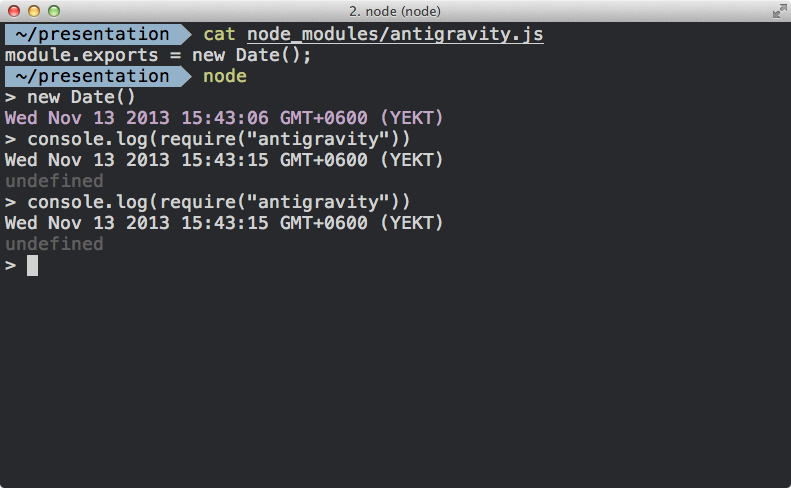 2. node (node)
~/presentation cat node_modules/antigravity.js
module.exports = new Date();
~/presentation node
> new Date()
Wed Nov 13 2013 15:43:06 GMT+0600 (YEKT)
> console.log(require("antigravity"))
Wed Nov 13 2013 15:43:15 GMT+0600 (YEKT)
undefined
> console.log(require("antigravity"))
Wed Nov 13 2013 15:43:15 GMT+0600 (YEKT)
undefined
>